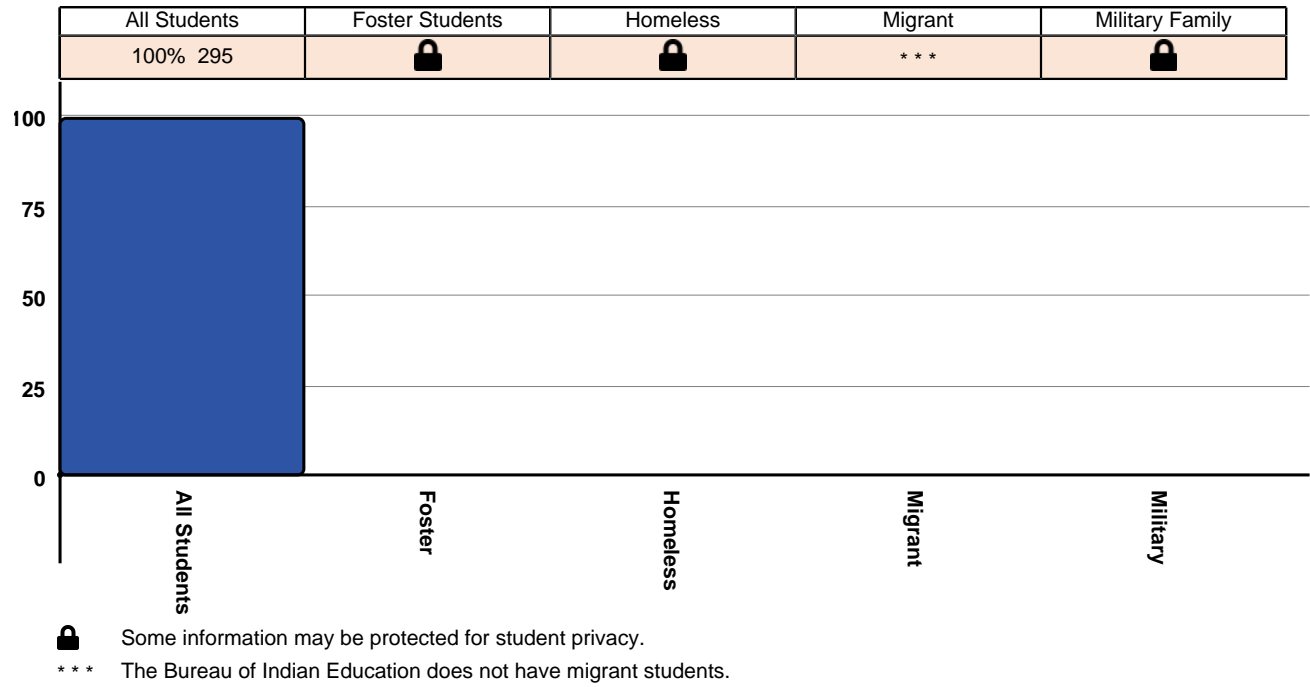 All Students Foster Students Homeless Migrant Military Family
100% 295 * * *
100
75
50
25
0
All Students
Foster
Homeless
Migrant
Military
Some information may be protected for student privacy.
* * * The Bureau of Indian Education does not have migrant students.